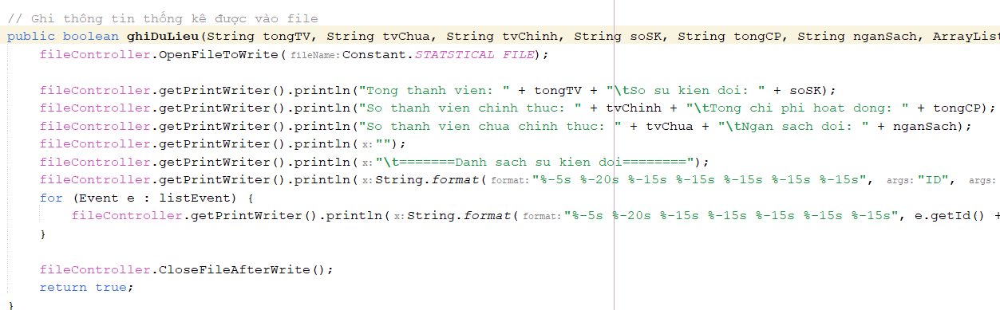 // Ghi thông tin thống kê được vào file
public boolean ghiDuLieu(String tongTV, String tvChua, String tvChinh, String soSK, String tongCP, String nganSach, ArrayList
fileController.OpenFileToWrite( fileName: Constant.STATSTICAL FILE);
fileController.getPrintWriter().println("Tong thanh vien: " + tongTV + "\tSo su kien doi: " + soSK);
fileController.getPrintWriter().println("So thanh vien chinh thuc: " + tvChinh + "\tTong chi phi hoat dong: " + tongCP);
fileController.getPrintWriter().println("So thanh vien chua chinh thuc: " + tvChua + "\tNgan sach doi: " + nganSach);
fileController.getPrintWriter().println( x: "");
fileController.getPrintWriter().println( x: "\t=======Danh sach su kien doi========");
fileController.getPrintWriter().println( x: String.format( format: "%-5s %-20s %-15s %-15s %-15s %-15s %-15s", args: "ID", args:
for (Event e : listEvent) {
fileController.getPrintWriter().println( x: String.format( format: "%-5s %-20s %-15s %-15s %-15s %-15s %-15s", e.getId() +
}
fileController.CloseFileAfterWrite();
return true;
}